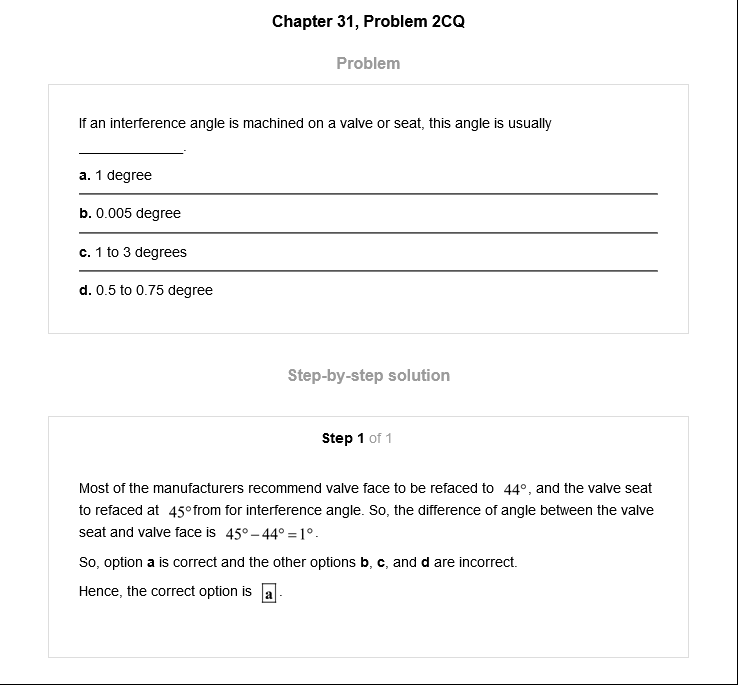 Chapter 31, Problem 2CQ
Problem
If an interference angle is machined on a valve or seat, this angle is usually
_____________.
a. 1 degree
b. 0.005 degree
c. 1 to 3 degrees
d. 0.5 to 0.75 degree
Step-by-step solution
Step 1 of 1
Most of the manufacturers recommend valve face to be refaced to 44°, and the valve seat
to refaced at 45°from for interference angle. So, the difference of angle between the valve
seat and valve face is 45° – 44° = 1°.
So, option a is correct and the other options b, c, and d are incorrect.
Hence, the correct option is a.